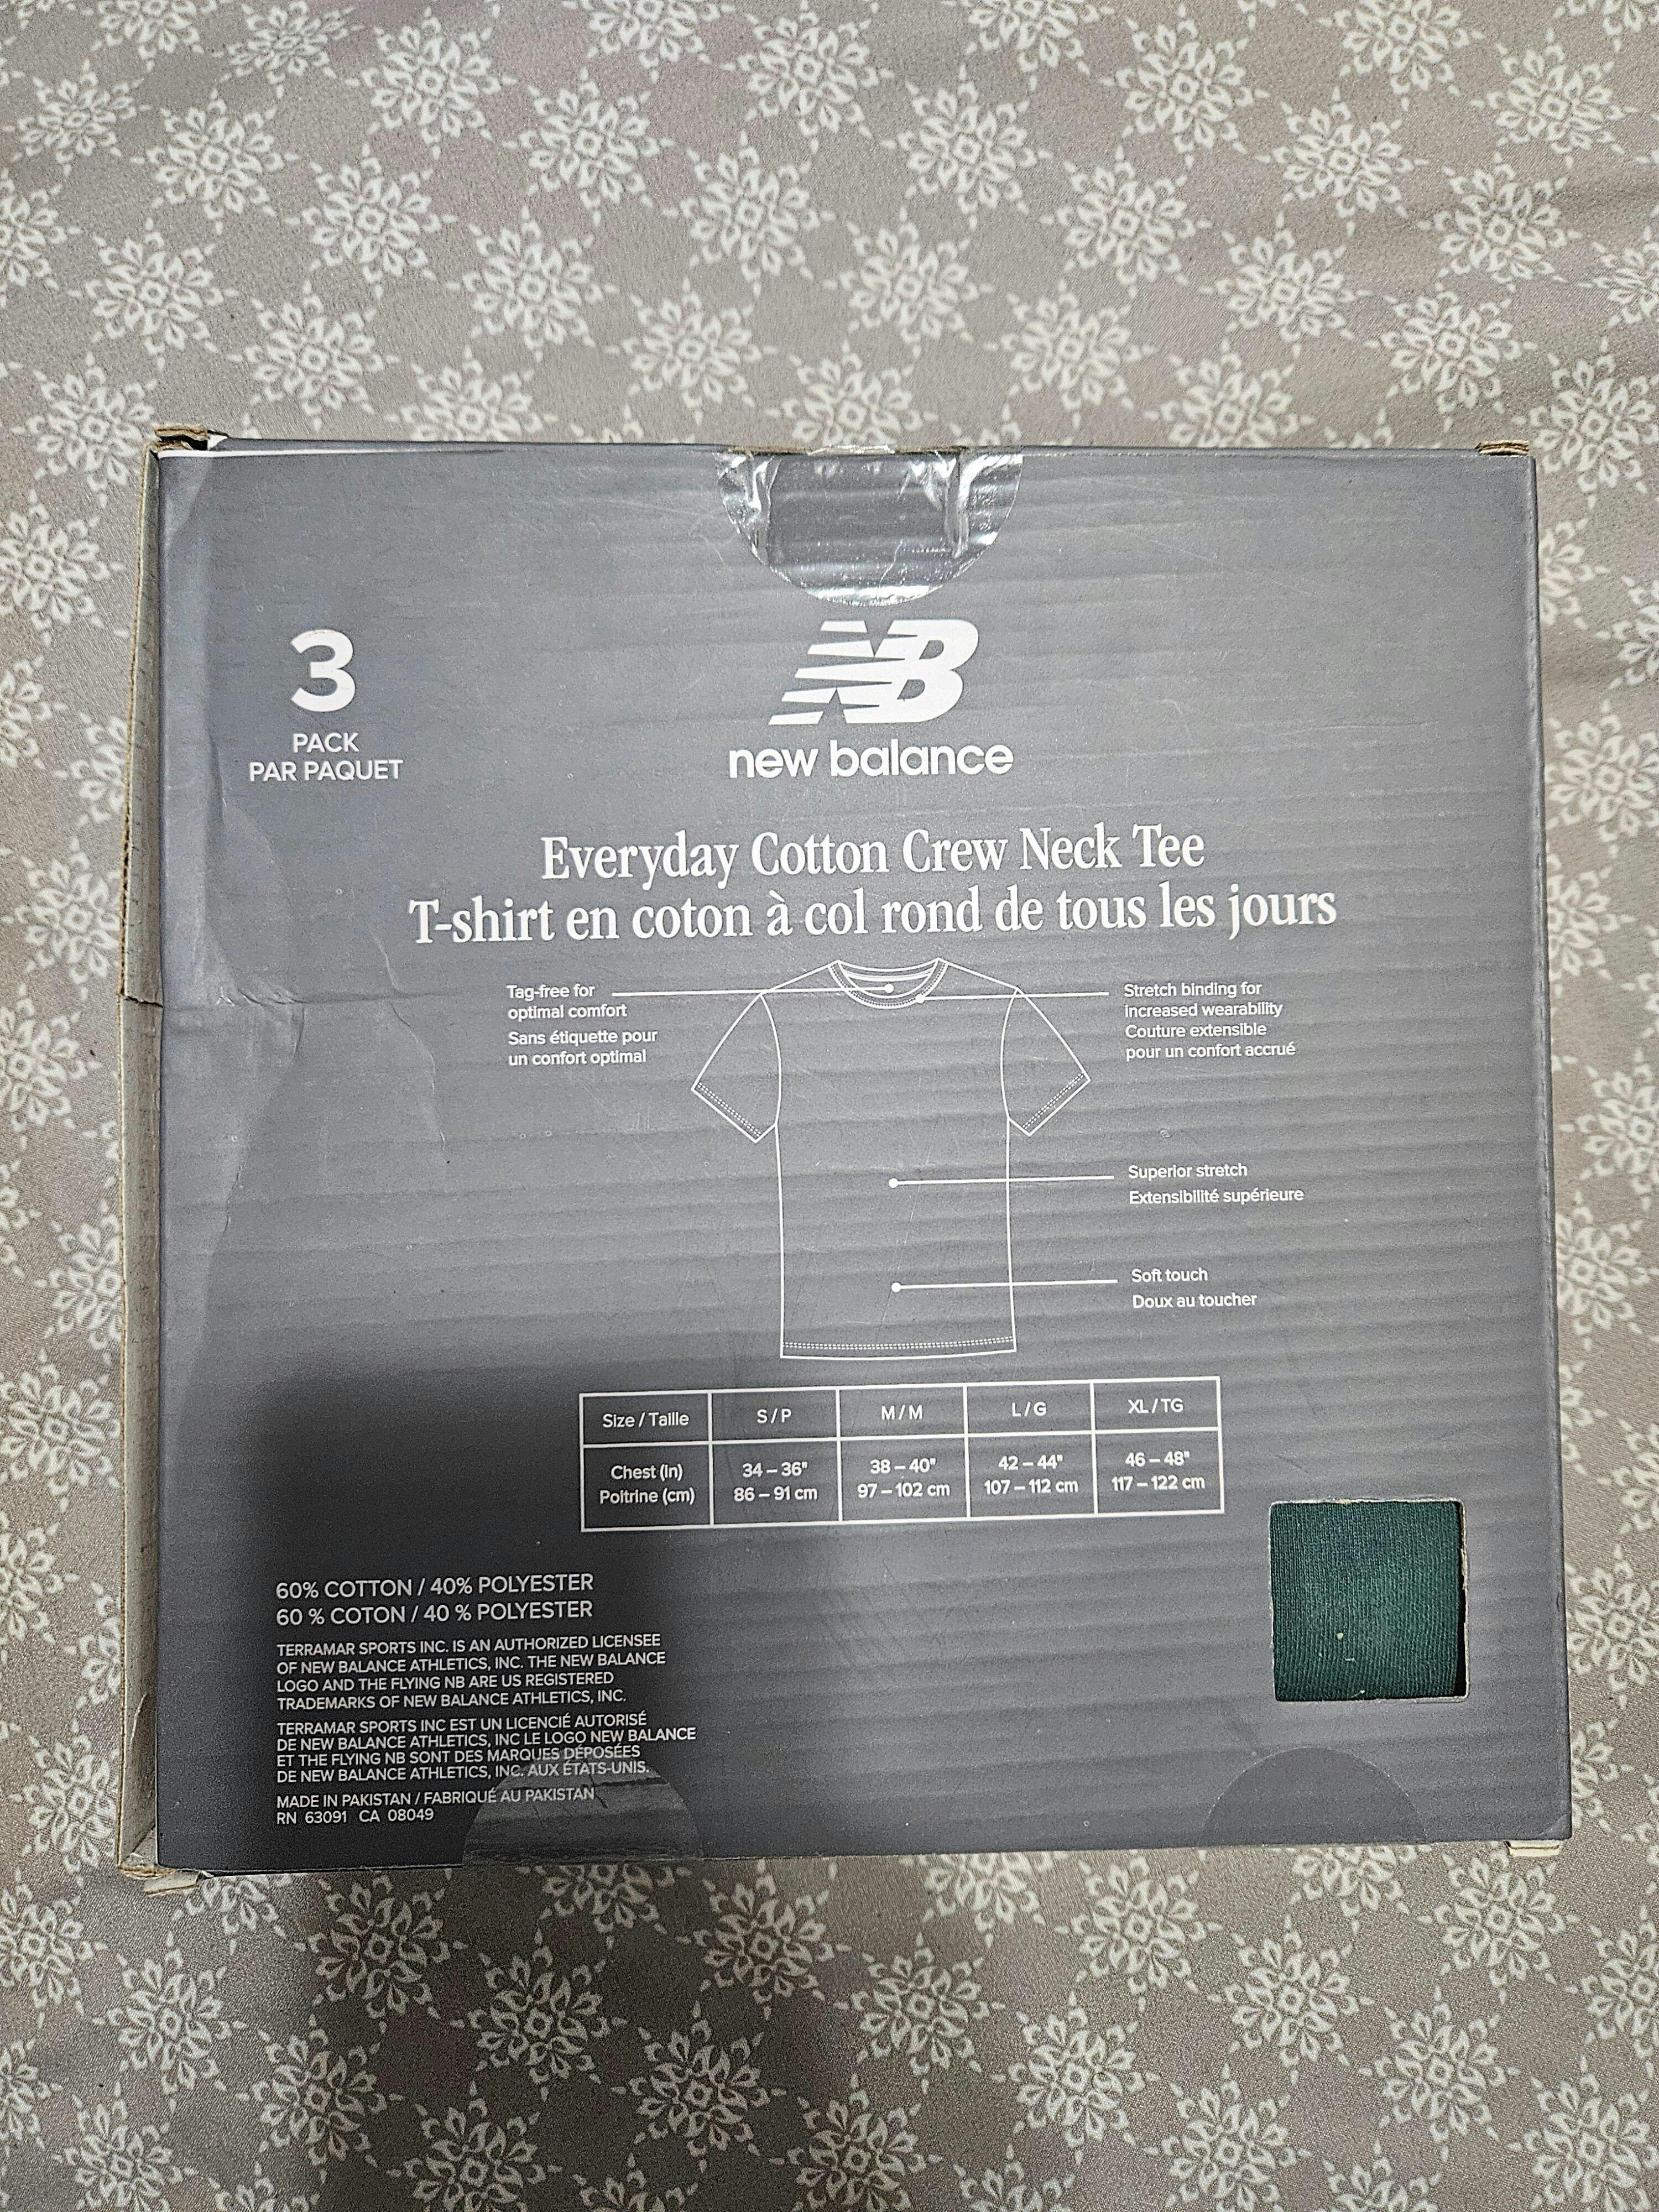 3
PACK
PAR PAQUET
NB
new balance
Everyday Cotton Crew Neck Tee
T-shirt en coton à col rond de tous les jours
Tag-free for
optimal comfort
Sans étiquette pour
un confort optimal
Stretch binding for
increased wearability
Couture extensible
pour un confort accrué
Superior stretch
Extensibilité supérieure
Soft touch
Doux au toucher
Size / Taille S / P M / M L / G XL / TG
Chest (in) 34 – 36" 38 – 40" 42 – 44" 46 – 48"
Poitrine (cm) 86 – 91 cm 97 – 102 cm 107 – 112 cm 117 – 122 cm
60% COTTON / 40% POLYESTER
60 % COTON / 40 % POLYESTER
TERRAMAR SPORTS INC. IS AN AUTHORIZED LICENSEE
OF NEW BALANCE ATHLETICS, INC. THE NEW BALANCE
LOGO AND THE FLYING NB ARE US REGISTERED
TRADEMARKS OF NEW BALANCE ATHLETICS, INC.
TERRAMAR SPORTS INC EST UN LICENCIÉ AUTORISÉ
DE NEW BALANCE ATHLETICS, INC LE LOGO NEW BALANCE
ET THE FLYING NB SONT DES MARQUES DÉPOSÉES
DE NEW BALANCE ATHLETICS, INC. AUX ÉTATS-UNIS.
MADE IN PAKISTAN / FABRIQUÉ AU PAKISTAN
RN 63091 CA 08049